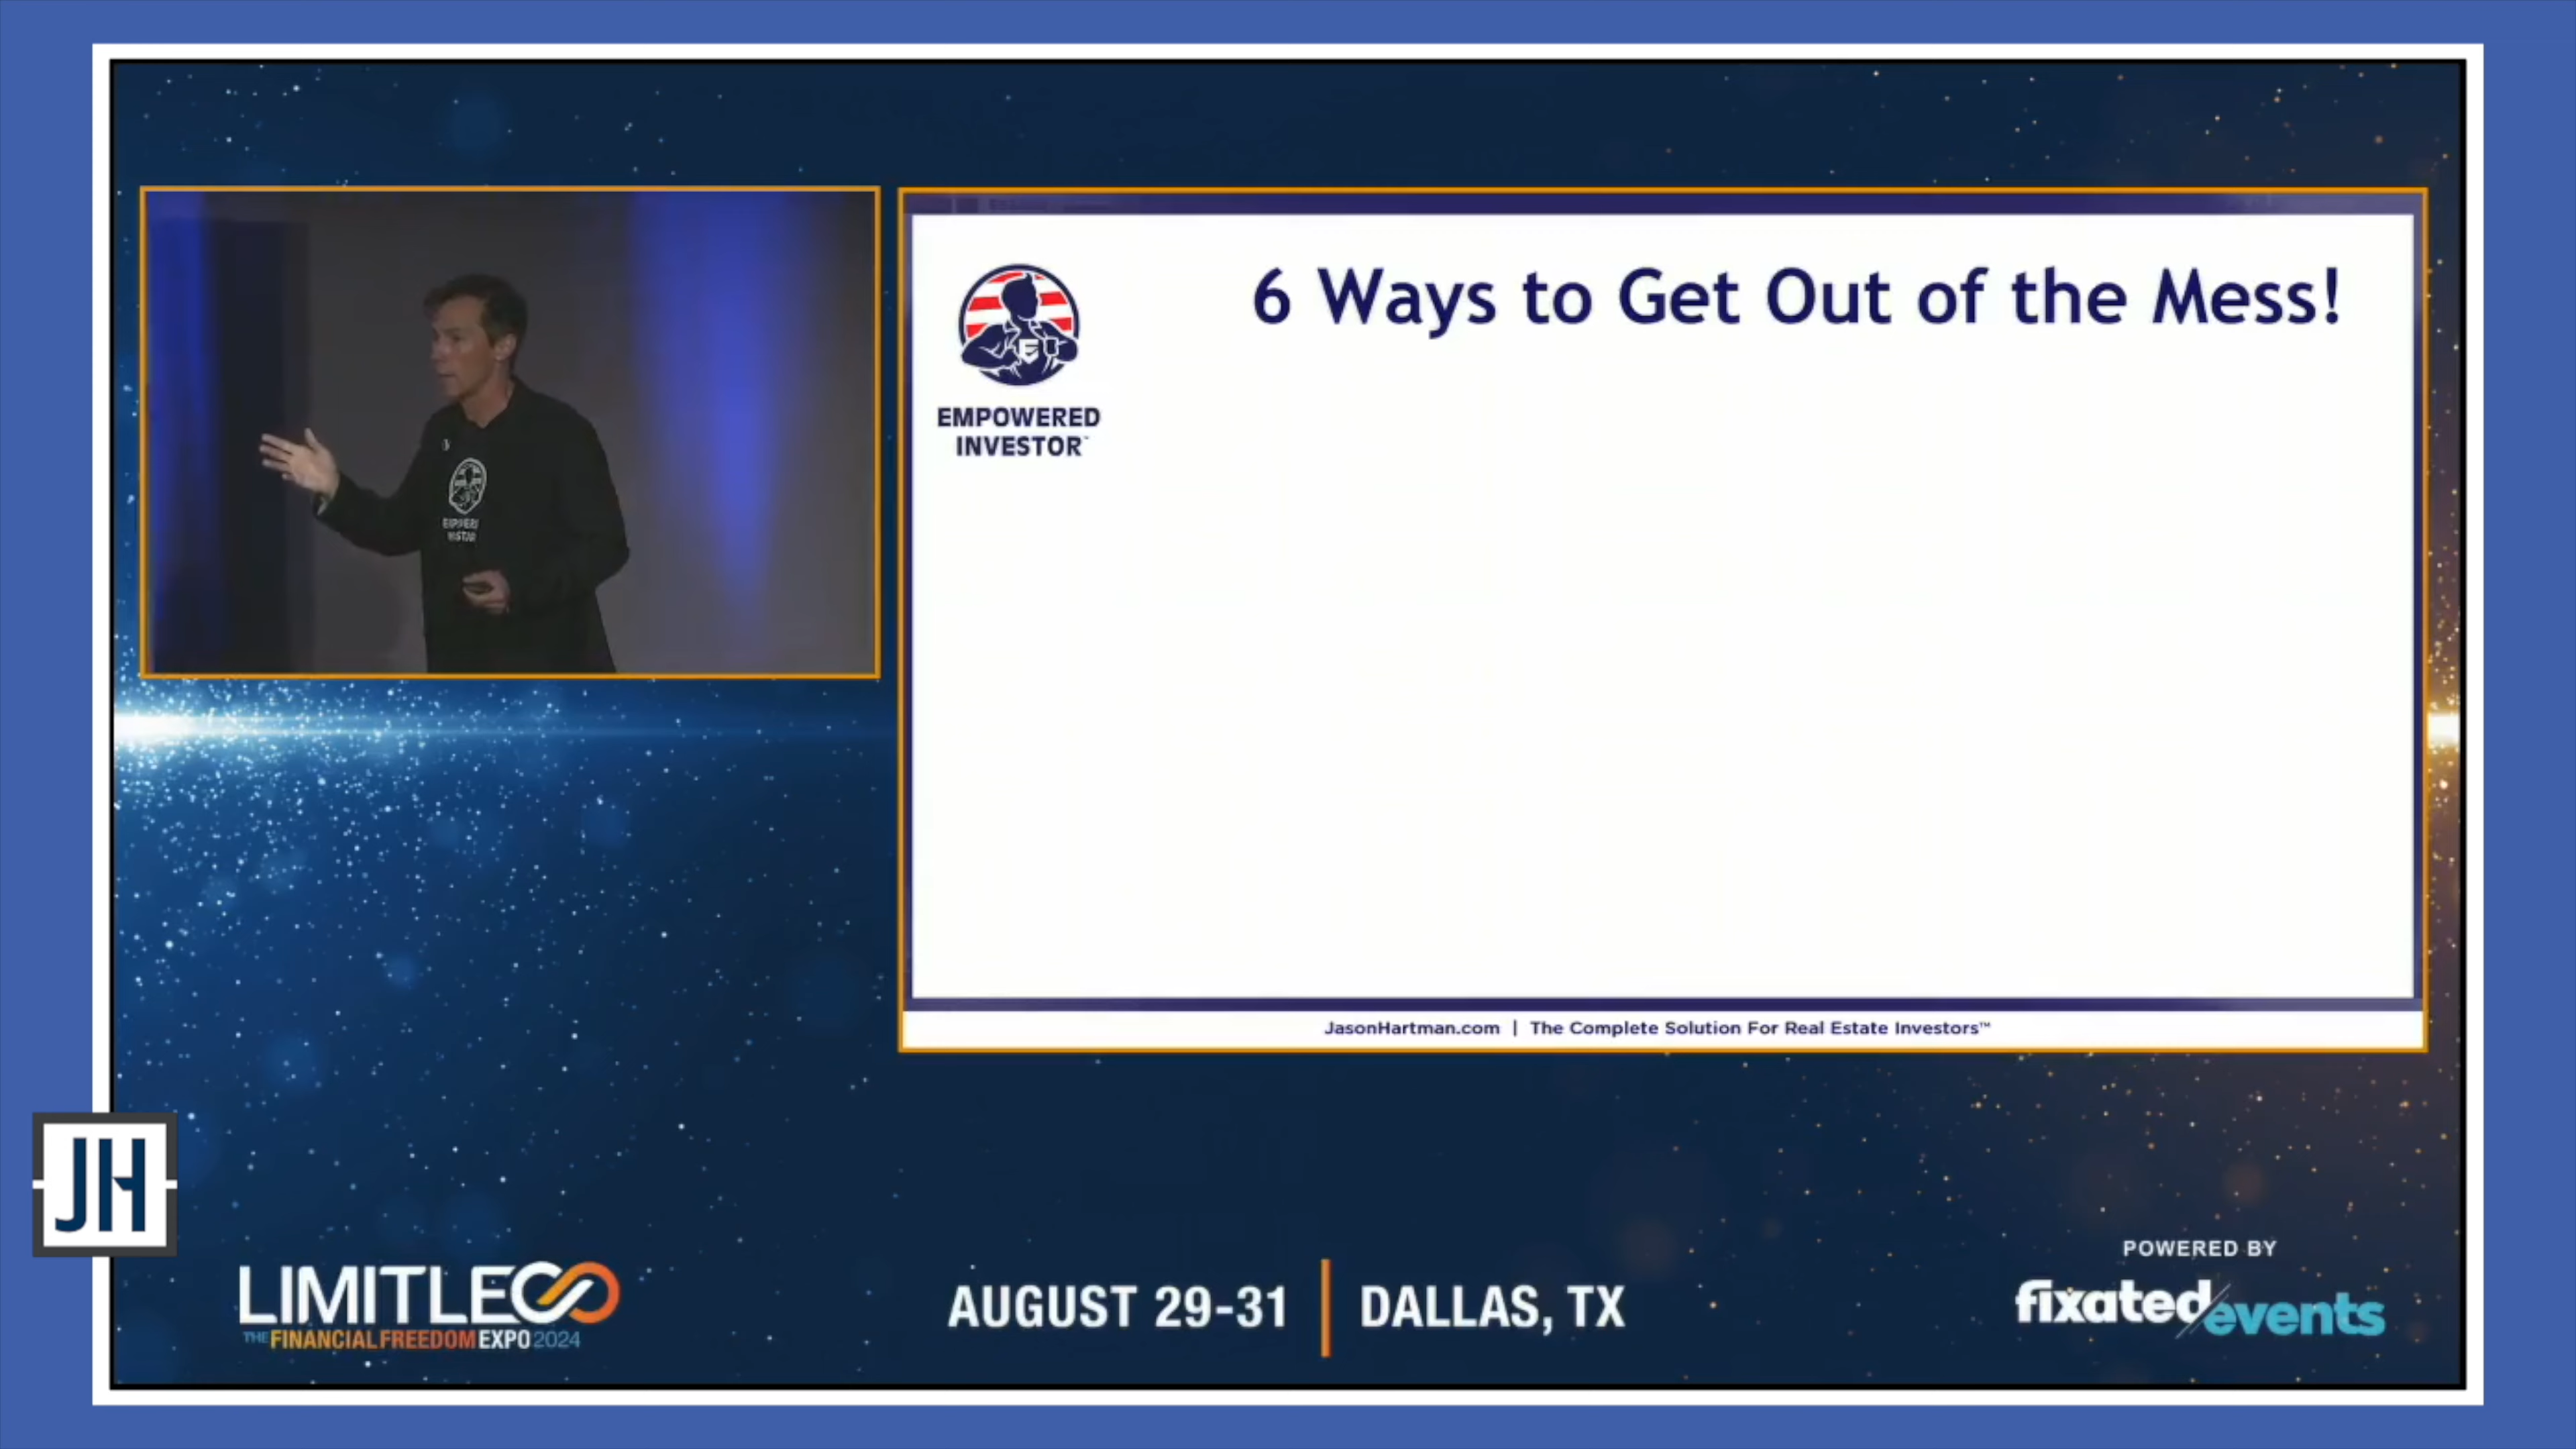 6 Ways to Get Out of the Mess!
EMPOWERED
INVESTOR
JasonHartman.com | The Complete Solution For Real Estate Investors™
JH
LIMITLESS
THE FINANCIAL FREEDOM EXPO 2024
AUGUST 29-31 | DALLAS, TX
POWERED BY
fixated events